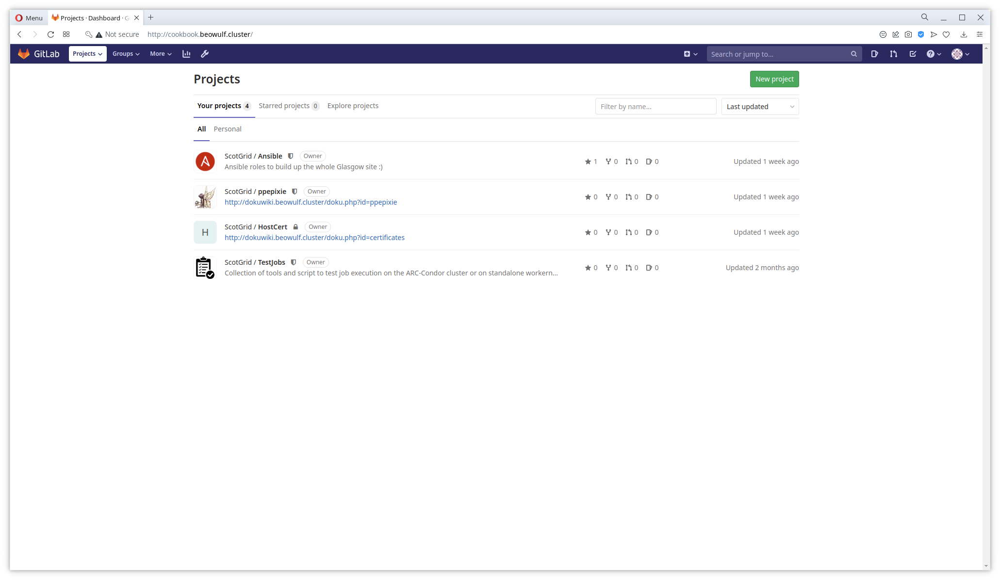 Menu
Projects · Dashboard · G
Not secure
http://cookbook.beowulf.cluster/
GitLab
Projects
Groups
More
Search or jump to...
Projects
New project
Your projects 4
Starred projects 0
Explore projects
Filter by name...
Last updated
All
Personal
ScotGrid / Ansible
Owner
Ansible roles to build up the whole Glasgow site :)
1 0 0 0
Updated 1 week ago
ScotGrid / ppepixie
Owner
http://dokuwiki.beowulf.cluster/doku.php?id=ppepixie
0 0 0 0
Updated 1 week ago
H
ScotGrid / HostCert
Owner
http://dokuwiki.beowulf.cluster/doku.php?id=certificates
0 0 0 0
Updated 1 week ago
ScotGrid / TestJobs
Owner
Collection of tools and script to test job execution on the ARC-Condor cluster or on standalone workern...
0 0 0 0
Updated 2 months ago